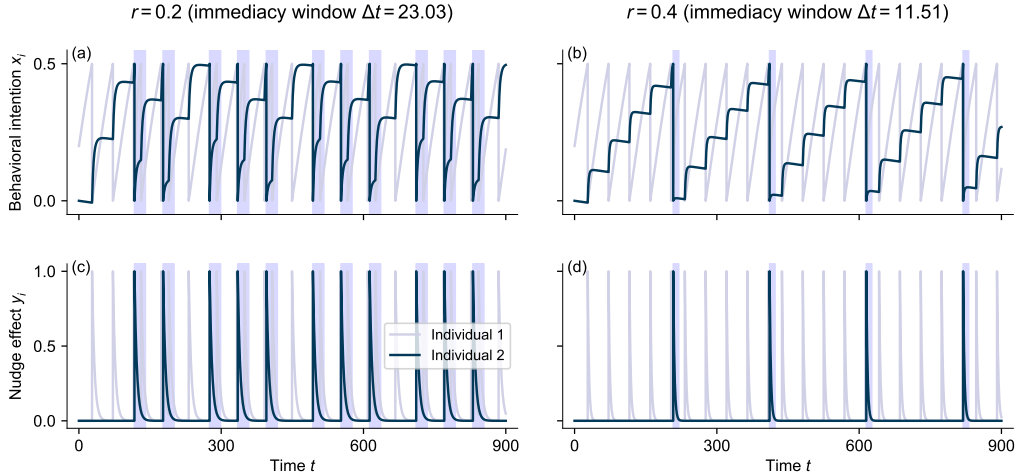 r = 0.2 (immediacy window Δt = 23.03)
r = 0.4 (immediacy window Δt = 11.51)
(a)
(b)
0.5
0.0
Behavioral intention xᵢ
(c)
(d)
1.0
0.5
0.0
Nudge effect yᵢ
Individual 1
Individual 2
0
300
600
900
0
300
600
900
Time t
Time t